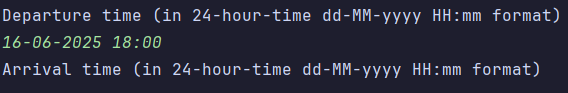 Departure time (in 24-hour-time dd-MM-yyyy HH:mm format)
16-06-2025 18:00
Arrival time (in 24-hour-time dd-MM-yyyy HH:mm format)